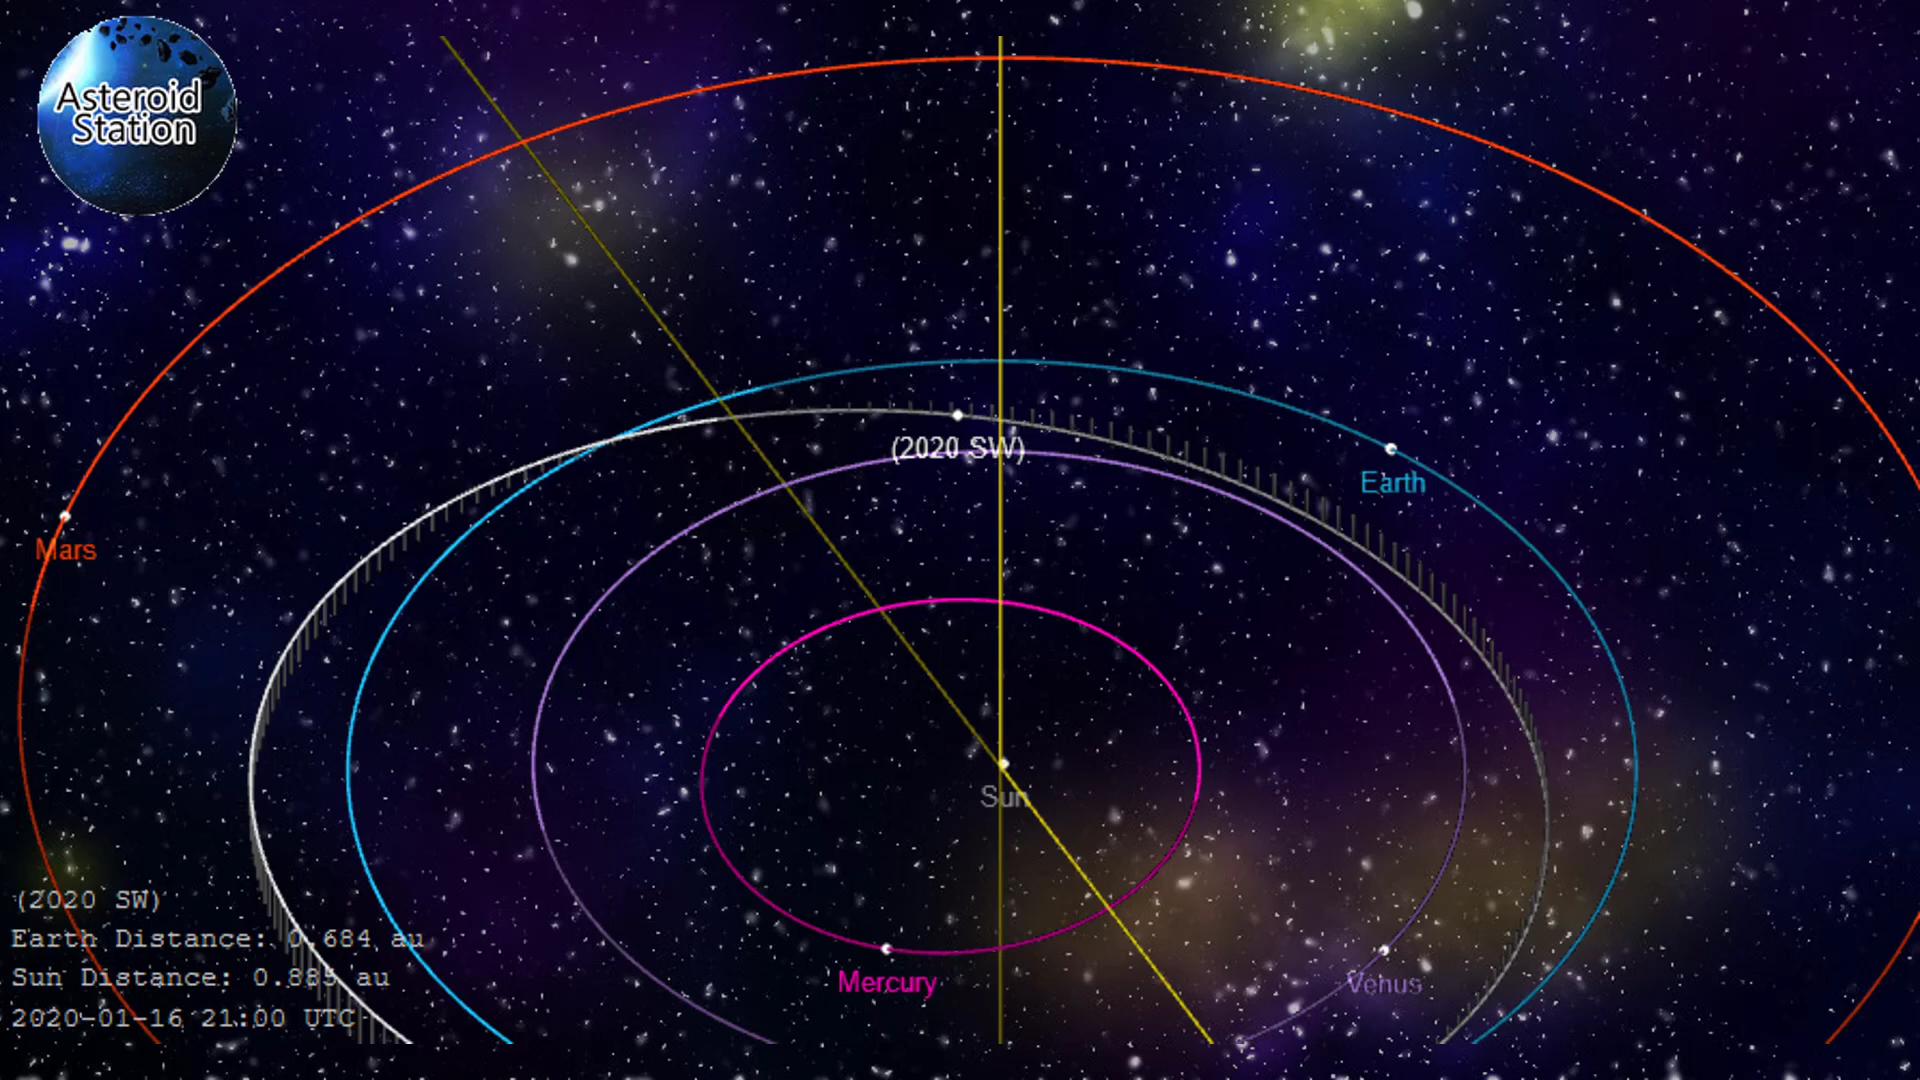 Asteroid
Station
(2020 SW)
Earth
Mars
Sun
Mercury
Venus
(2020 SW)
Earth Distance: 0.684 au
Sun Distance: 0.885 au
2020-01-16 21:00 UTC